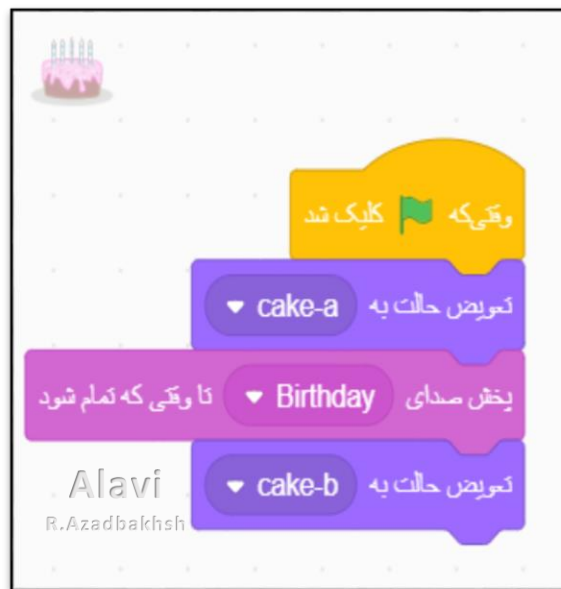 وقتی‌که کلیک شد
تعویض حالت به cake-a
پخش صدای Birthday تا وقتی که تمام شود
تعویض حالت به cake-b
Alavi
R.Azadbakhsh